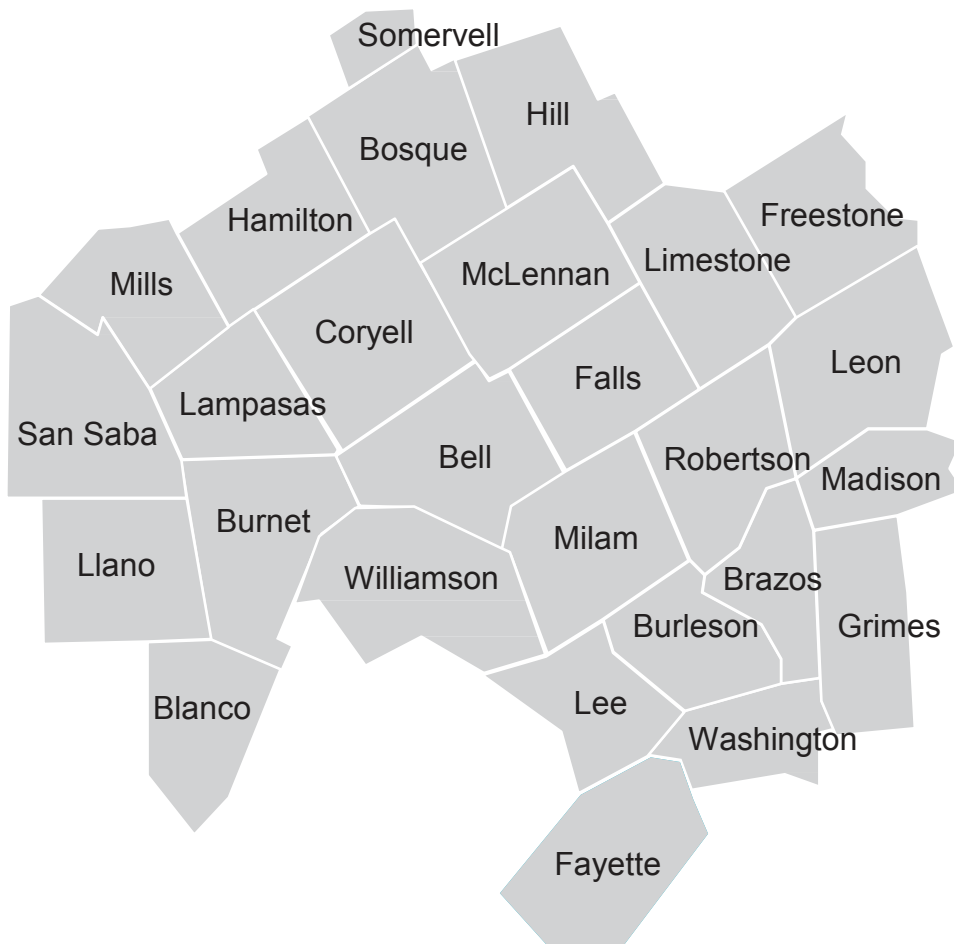 Somervell
Hill
Bosque
Freestone
Hamilton
Limestone
McLennan
Mills
Coryell
Leon
Falls
Lampasas
San Saba
Bell
Robertson
Madison
Burnet
Milam
Llano
Williamson
Brazos
Burleson
Grimes
Lee
Blanco
Washington
Fayette